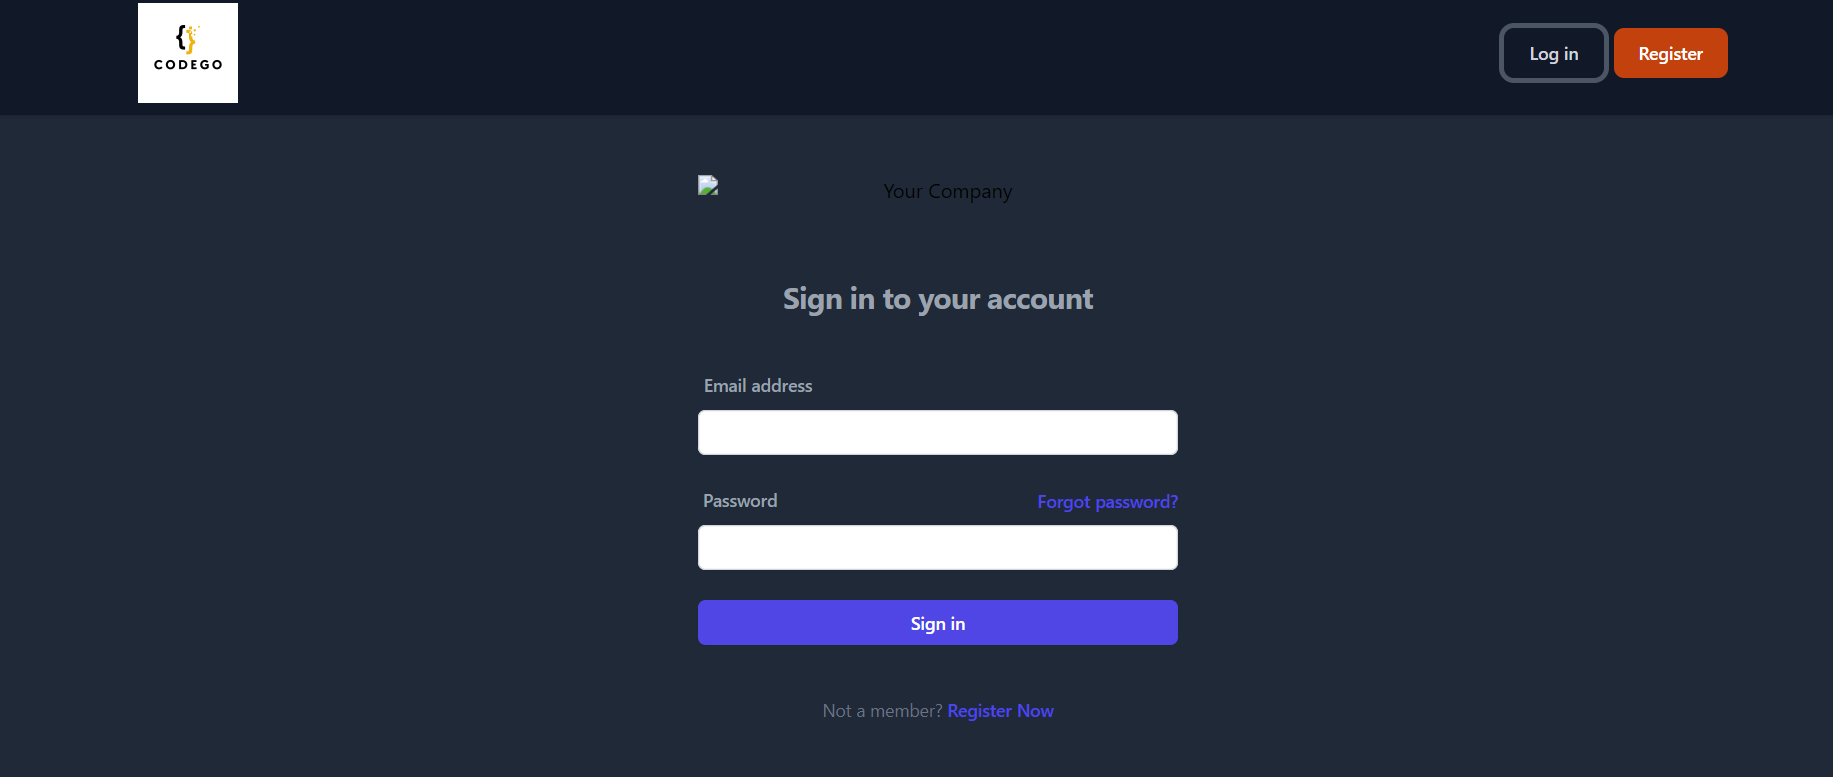 {} CODEGO
Log in
Register
Your Company
Sign in to your account
Email address
Password
Forgot password?
Sign in
Not a member? Register Now